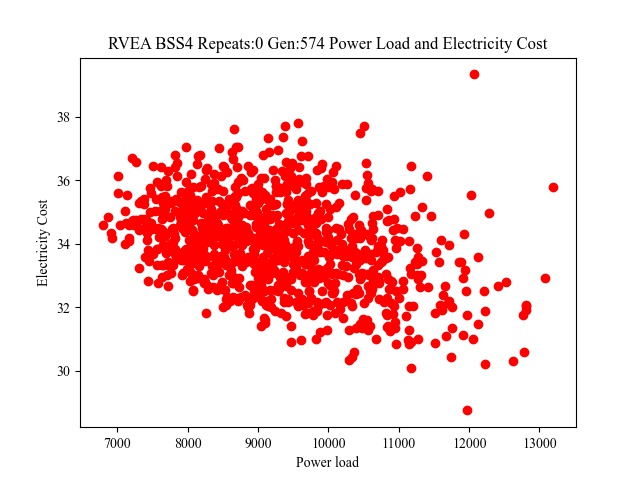 RVEA BSS4 Repeats:0 Gen:574 Power Load and Electricity Cost
Electricity Cost
38
36
34
32
30
7000 8000 9000 10000 11000 12000 13000
Power load